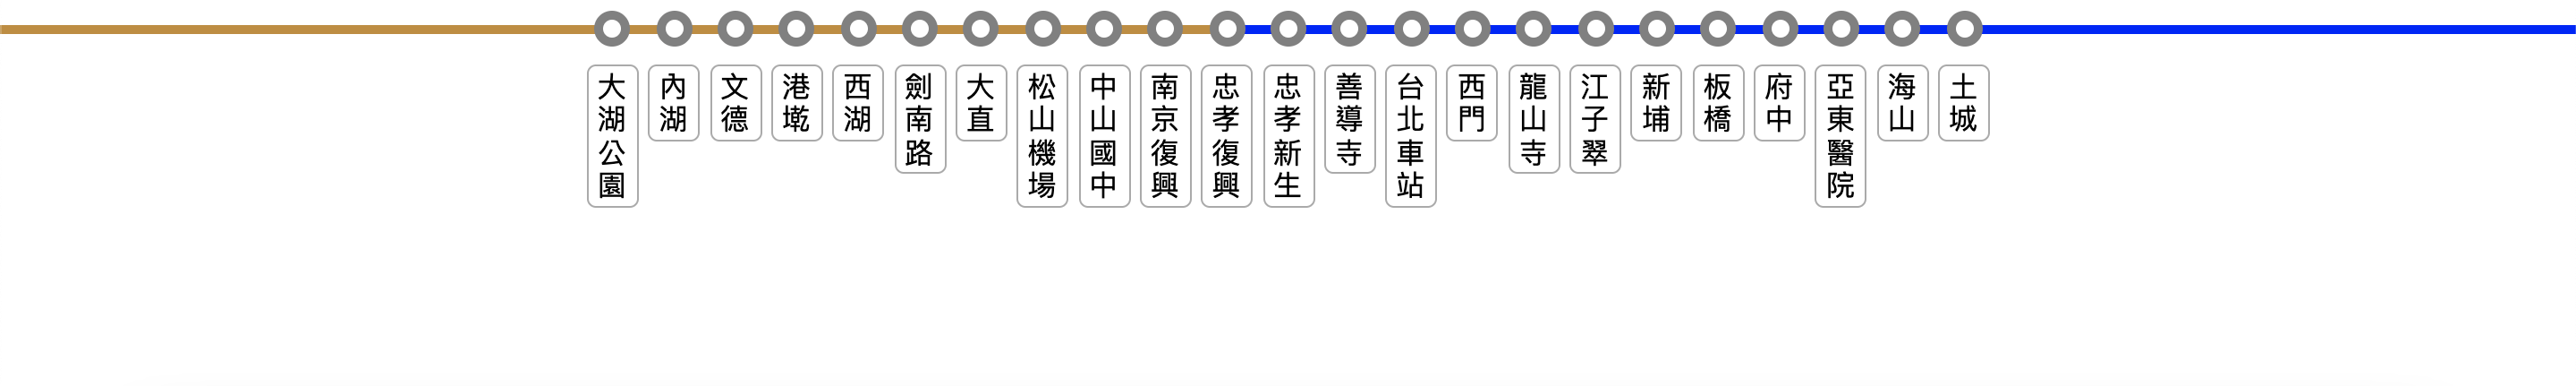 大湖公園
內湖
文德
港墘
西湖
劍南路
大直
松山機場
中山國中
南京復興
忠孝復興
忠孝新生
善導寺
台北車站
西門
龍山寺
江子翠
新埔
板橋
府中
亞東醫院
海山
土城